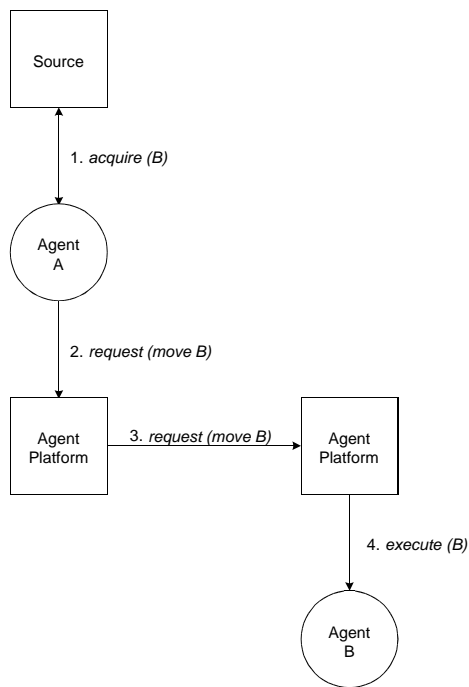 Source
1. acquire (B)
Agent
A
2. request (move B)
Agent
Platform
3. request (move B)
Agent
Platform
4. execute (B)
Agent
B